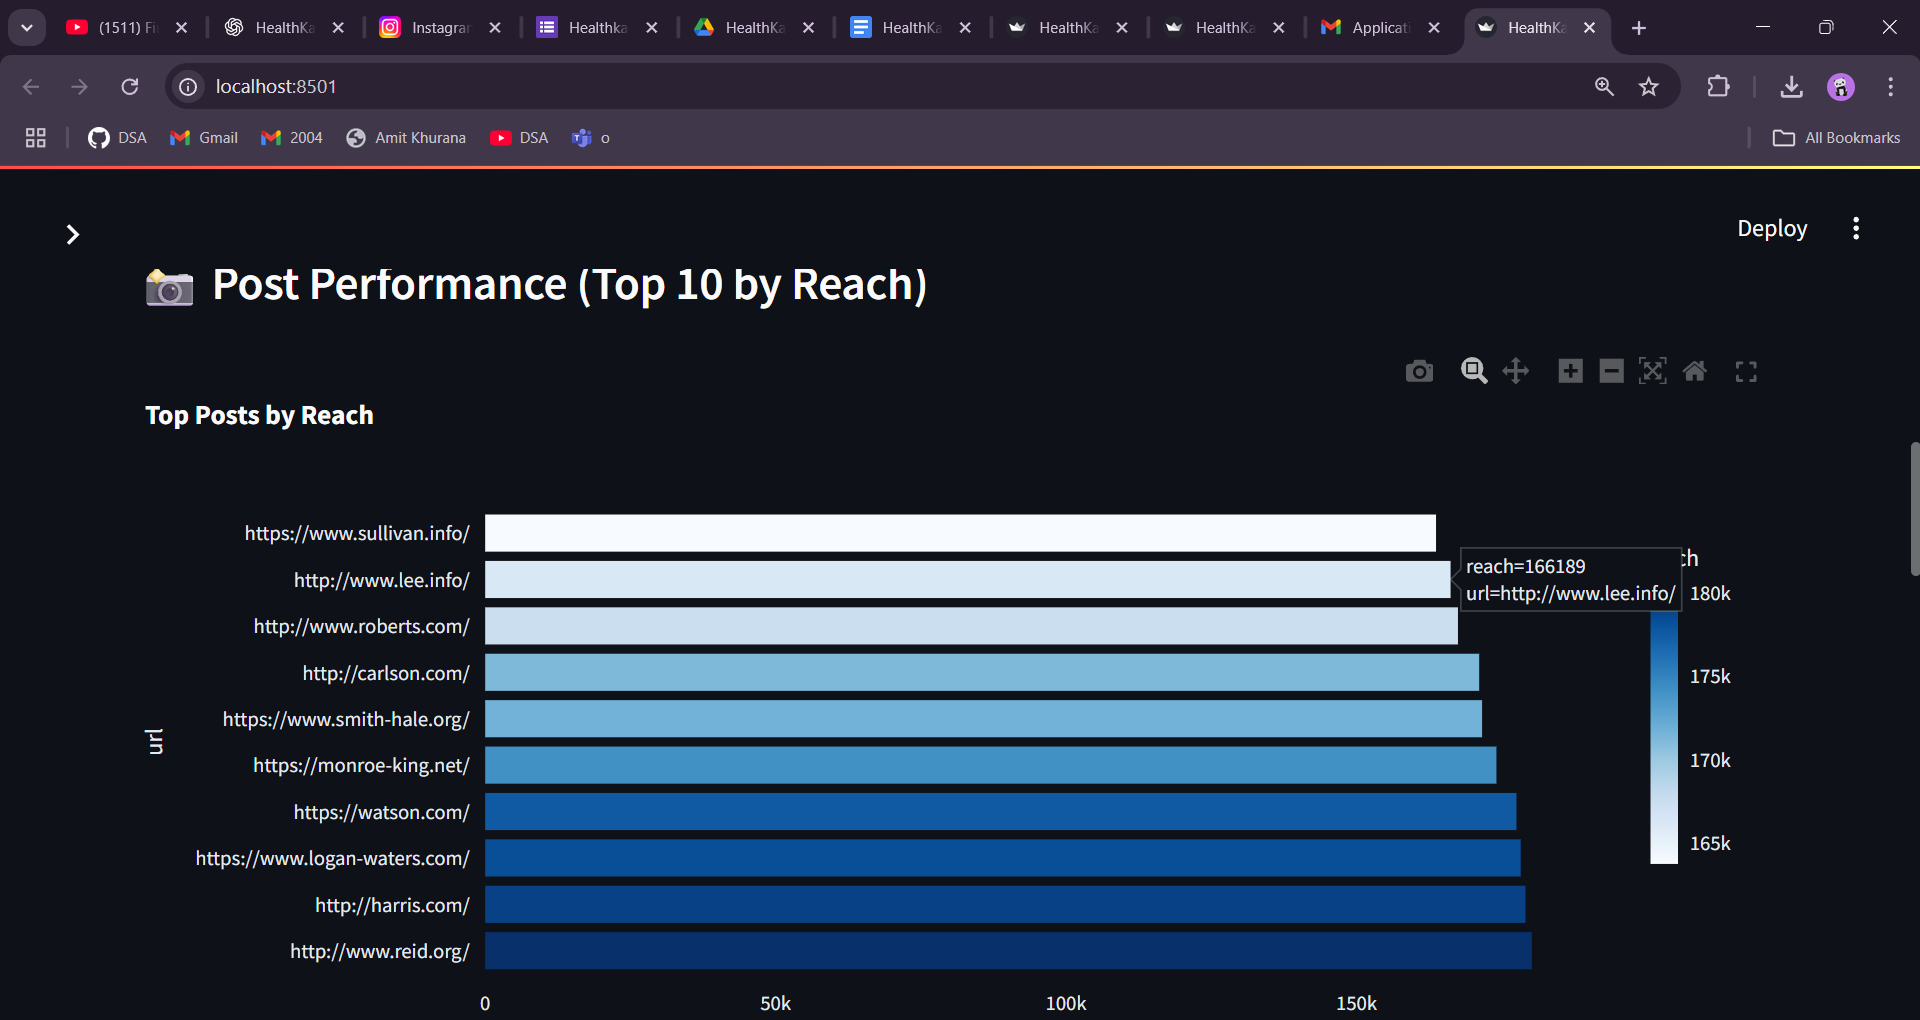 (1511) Fi
HealthKa
Instagran
Healthka
HealthKa
HealthKa
HealthKa
HealthKa
Applicati
HealthKa
localhost:8501
DSA
Gmail
2004
Amit Khurana
DSA
o
All Bookmarks
Deploy
Post Performance (Top 10 by Reach)
Top Posts by Reach
https://www.sullivan.info/
http://www.lee.info/
http://www.roberts.com/
http://carlson.com/
https://www.smith-hale.org/
https://monroe-king.net/
https://watson.com/
https://www.logan-waters.com/
http://harris.com/
http://www.reid.org/
url
reach=166189
url=http://www.lee.info/
ch
180k
175k
170k
165k
0
50k
100k
150k